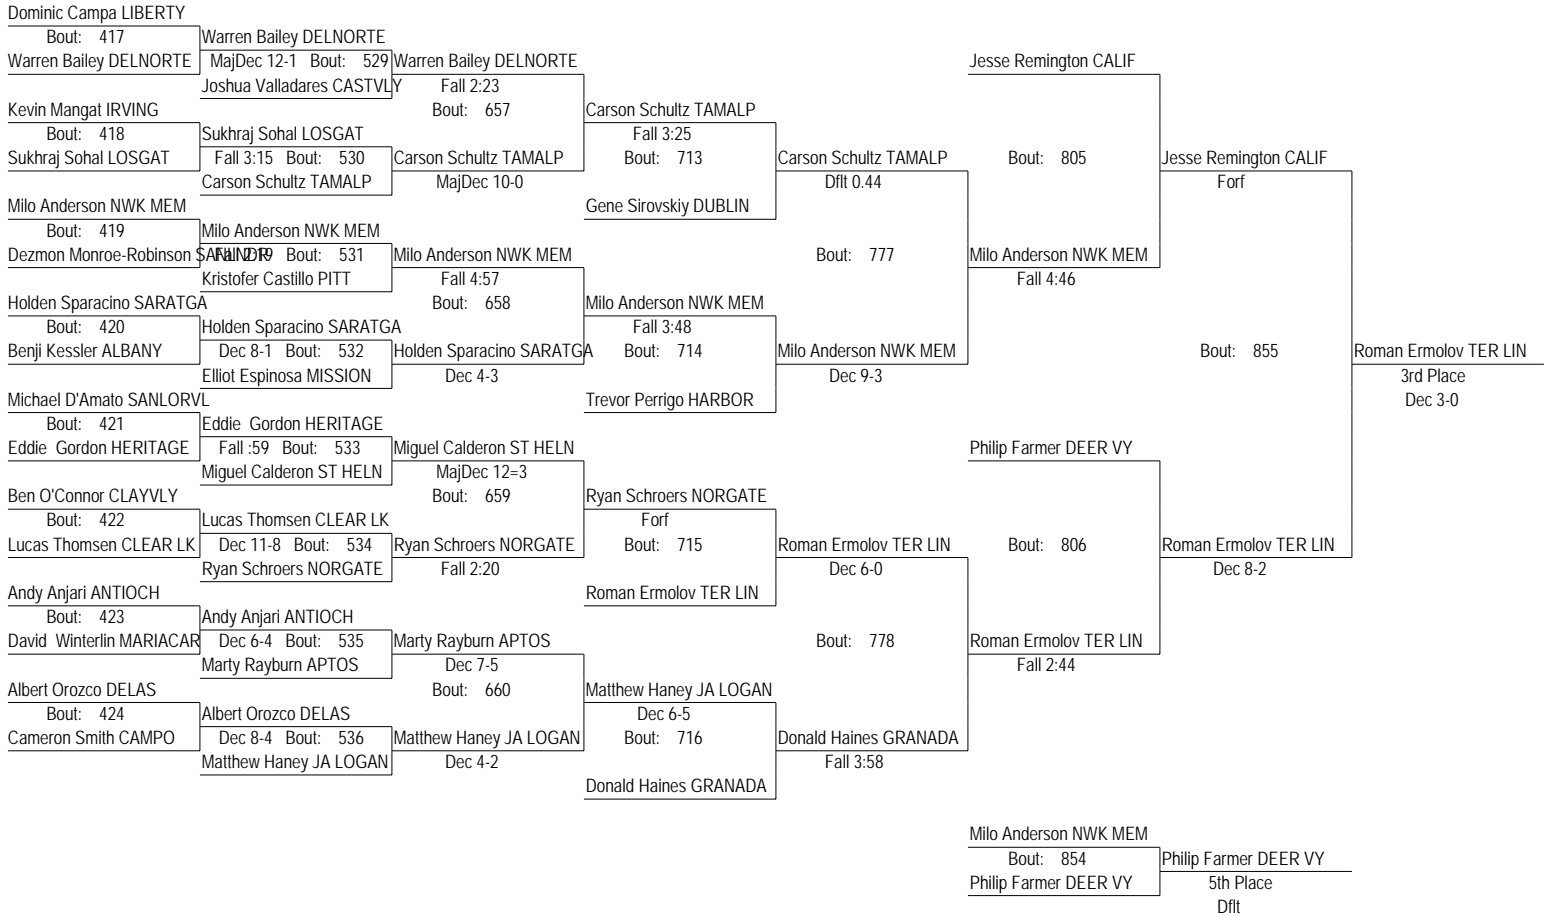 Dominic Campa LIBERTY
Bout: 417
Warren Bailey DELNORTE
Kevin Mangat IRVING
Bout: 418
Sukhraj Sohal LOSGAT
Milo Anderson NWK MEM
Bout: 419
Dezmon Monroe-Robinson SANLNDR
Holden Sparacino SARATGA
Bout: 420
Benji Kessler ALBANY
Michael D'Amato SANLORVL
Bout: 421
Eddie Gordon HERITAGE
Ben O'Connor CLAYVLY
Bout: 422
Lucas Thomsen CLEAR LK
Andy Anjari ANTIOCH
Bout: 423
David Winterlin MARIACAR
Albert Orozco DELAS
Bout: 424
Cameron Smith CAMPO
Warren Bailey DELNORTE
MajDec 12-1 Bout: 529
Joshua Valladares CASTVLY
Sukhraj Sohal LOSGAT
Fall 3:15 Bout: 530
Carson Schultz TAMALP
Milo Anderson NWK MEM
Fall 2:19 Bout: 531
Kristofer Castillo PITT
Holden Sparacino SARATGA
Dec 8-1 Bout: 532
Elliot Espinosa MISSION
Eddie Gordon HERITAGE
Fall :59 Bout: 533
Miguel Calderon ST HELN
Lucas Thomsen CLEAR LK
Dec 11-8 Bout: 534
Ryan Schroers NORGATE
Andy Anjari ANTIOCH
Dec 6-4 Bout: 535
Marty Rayburn APTOS
Albert Orozco DELAS
Dec 8-4 Bout: 536
Matthew Haney JA LOGAN
Warren Bailey DELNORTE
Fall 2:23
Bout: 657
Carson Schultz TAMALP
MajDec 10-0
Milo Anderson NWK MEM
Fall 4:57
Bout: 658
Holden Sparacino SARATGA
Dec 4-3
Miguel Calderon ST HELN
MajDec 12=3
Bout: 659
Ryan Schroers NORGATE
Fall 2:20
Marty Rayburn APTOS
Dec 7-5
Bout: 660
Matthew Haney JA LOGAN
Dec 4-2
Carson Schultz TAMALP
Fall 3:25
Bout: 713
Gene Sirovskiy DUBLIN
Milo Anderson NWK MEM
Fall 3:48
Bout: 714
Trevor Perrigo HARBOR
Ryan Schroers NORGATE
Forf
Bout: 715
Roman Ermolov TER LIN
Matthew Haney JA LOGAN
Dec 6-5
Bout: 716
Donald Haines GRANADA
Carson Schultz TAMALP
Dflt 0.44
Bout: 777
Milo Anderson NWK MEM
Dec 9-3
Roman Ermolov TER LIN
Dec 6-0
Bout: 778
Donald Haines GRANADA
Fall 3:58
Jesse Remington CALIF
Bout: 805
Milo Anderson NWK MEM
Fall 4:46
Philip Farmer DEER VY
Bout: 806
Roman Ermolov TER LIN
Fall 2:44
Jesse Remington CALIF
Forf
Bout: 855
Roman Ermolov TER LIN
Dec 8-2
Roman Ermolov TER LIN
3rd Place
Dec 3-0
Milo Anderson NWK MEM
Bout: 854
Philip Farmer DEER VY
Philip Farmer DEER VY
5th Place
Dflt